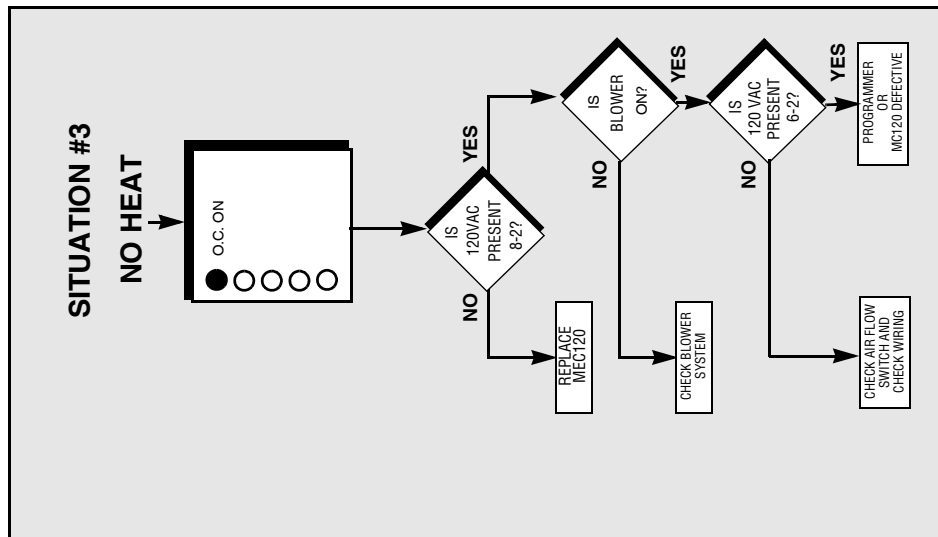 SITUATION #3
NO HEAT
O.C. ON
IS
120VAC
PRESENT
8-2?
YES
NO
REPLACE
MEC120
IS
BLOWER
ON?
YES
NO
CHECK BLOWER
SYSTEM
IS
120 VAC
PRESENT
6-2?
YES
NO
PROGRAMMER
OR
MC120 DEFECTIVE
CHECK AIR FLOW
SWITCH AND
CHECK WIRING